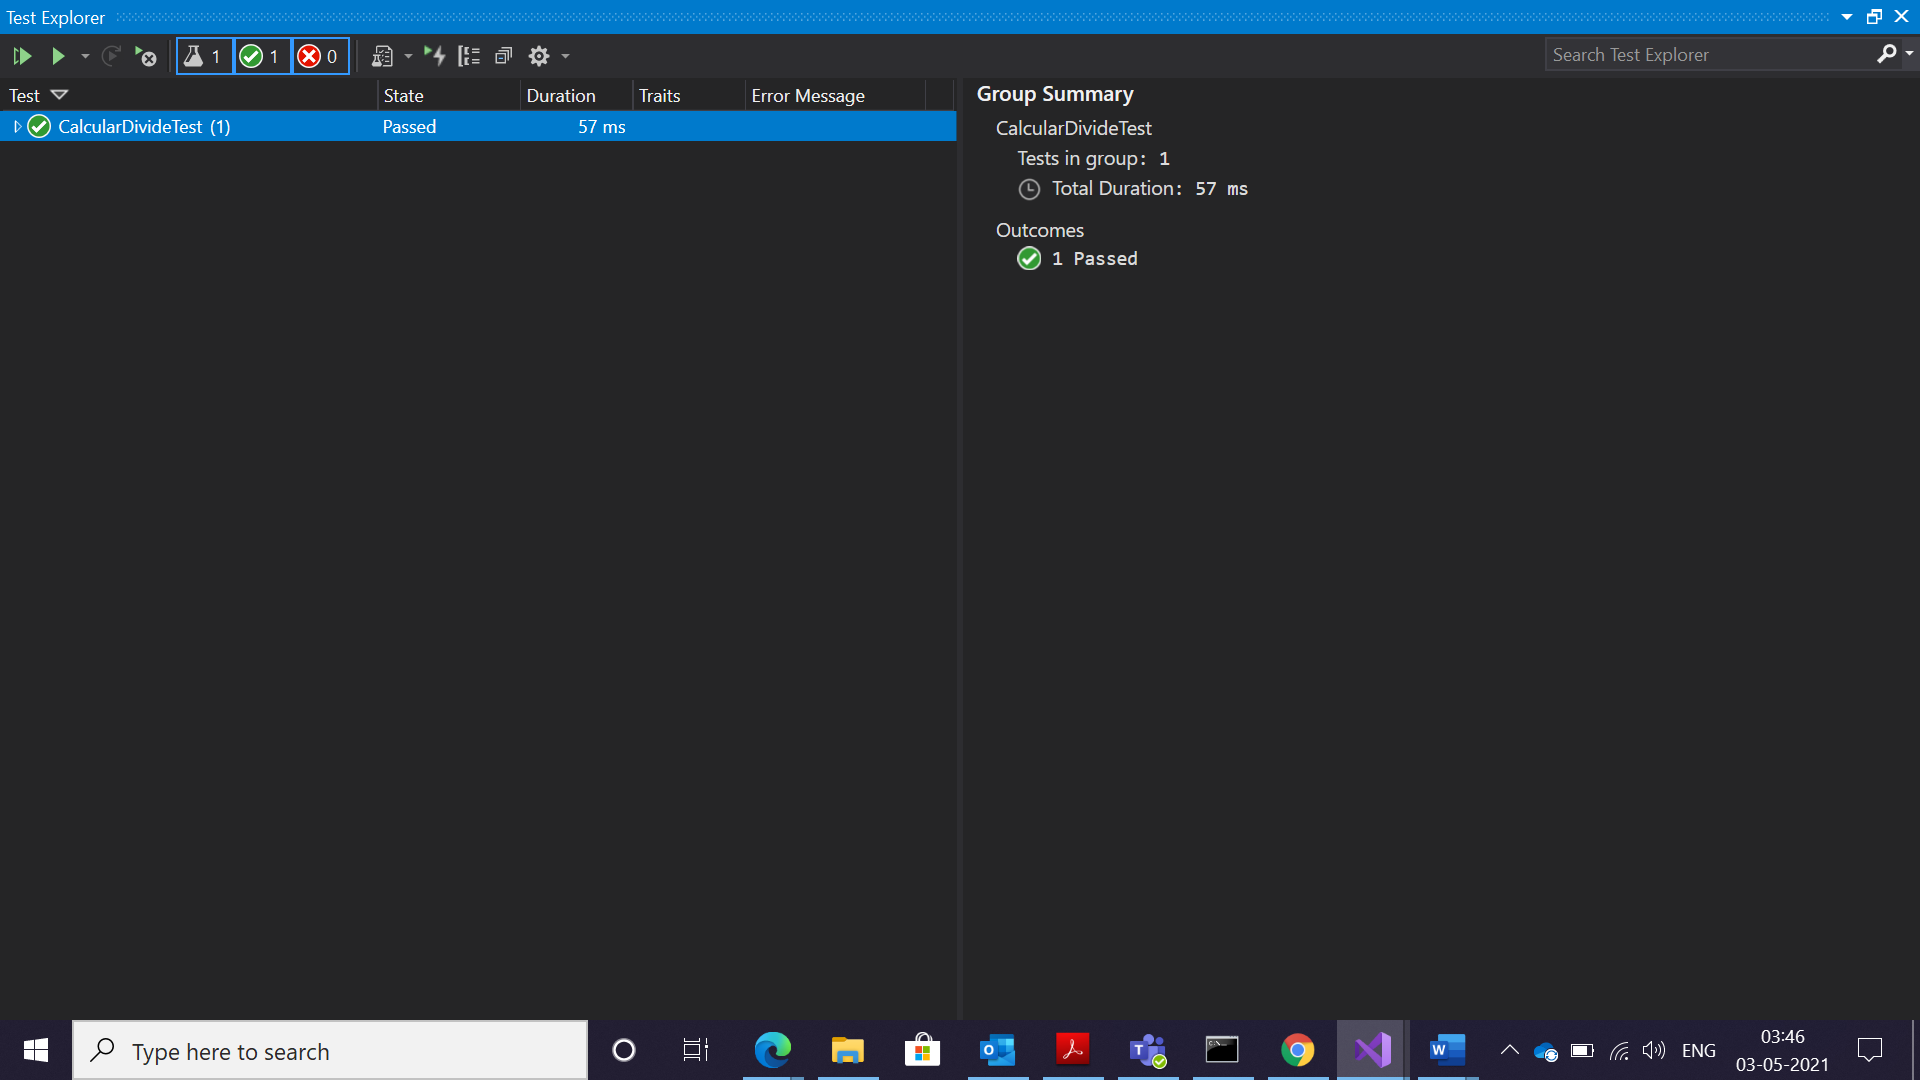 Test Explorer
1 1 0
Search Test Explorer
Test State Duration Traits Error Message
CalcularDivideTest (1) Passed 57 ms
Group Summary
CalcularDivideTest
Tests in group: 1
Total Duration: 57 ms
Outcomes
1 Passed
Type here to search
ENG
03:46
03-05-2021